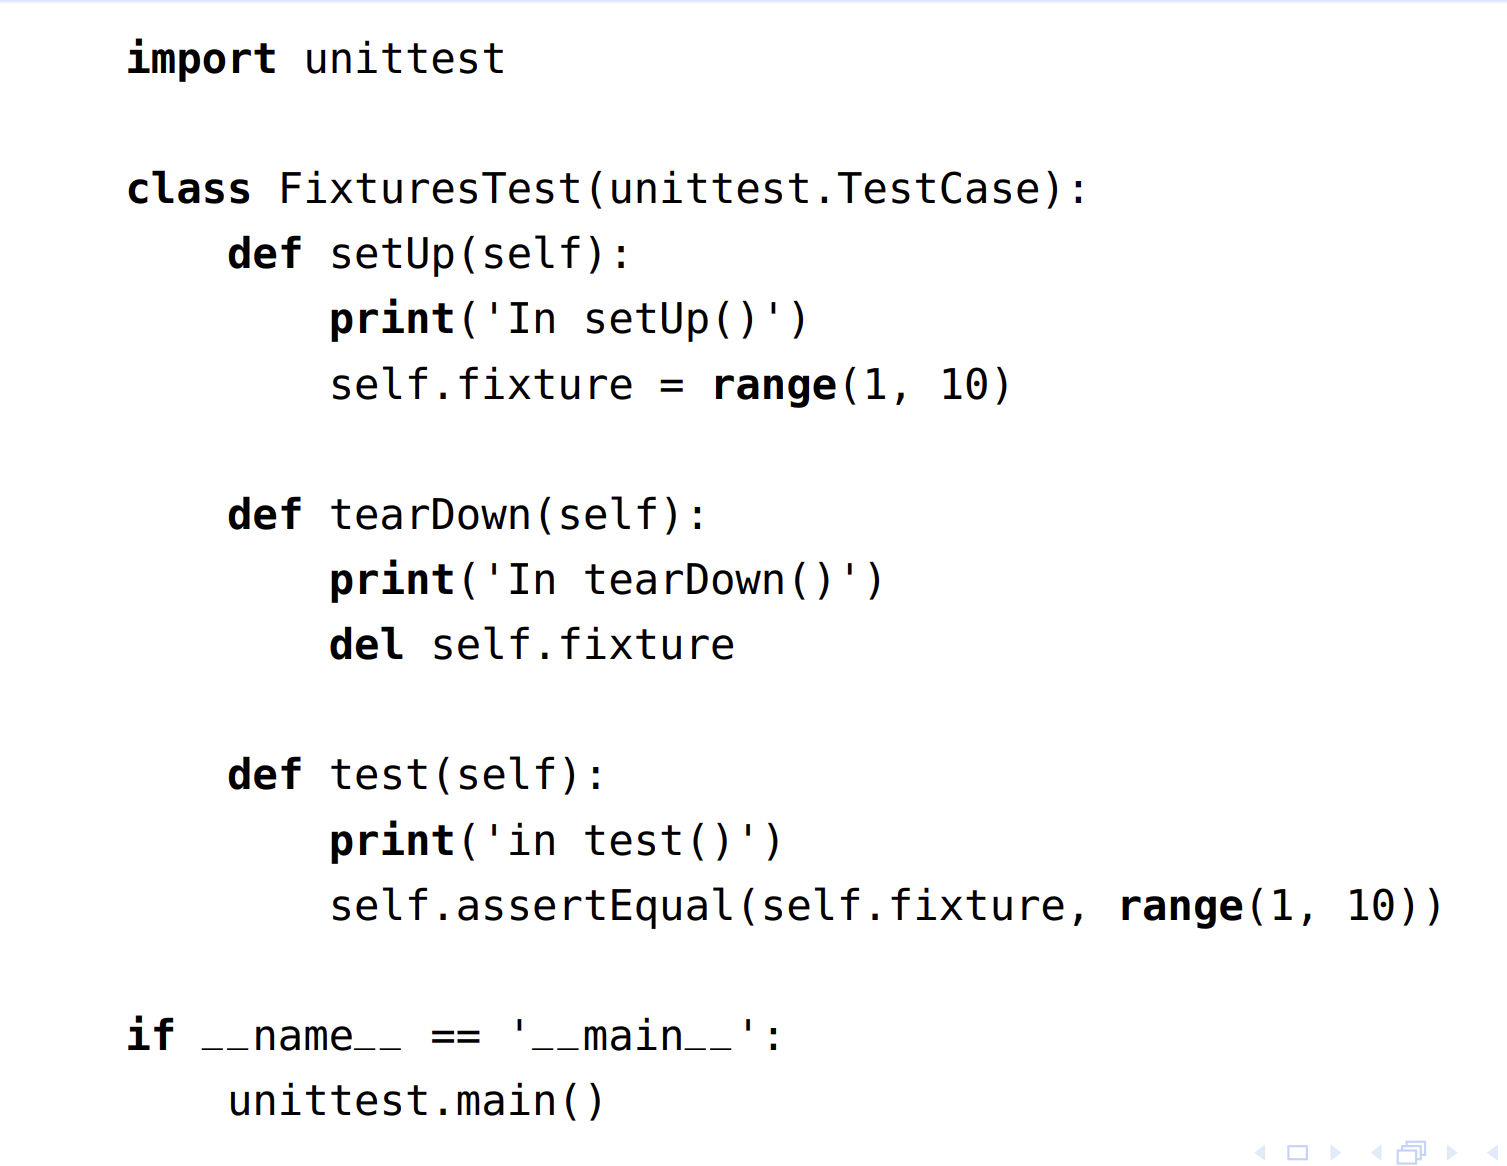 import unittest

class FixturesTest(unittest.TestCase):
    def setUp(self):
        print('In setUp()')
        self.fixture = range(1, 10)

    def tearDown(self):
        print('In tearDown()')
        del self.fixture

    def test(self):
        print('in test()')
        self.assertEqual(self.fixture, range(1, 10))

if __name__ == '__main__':
    unittest.main()